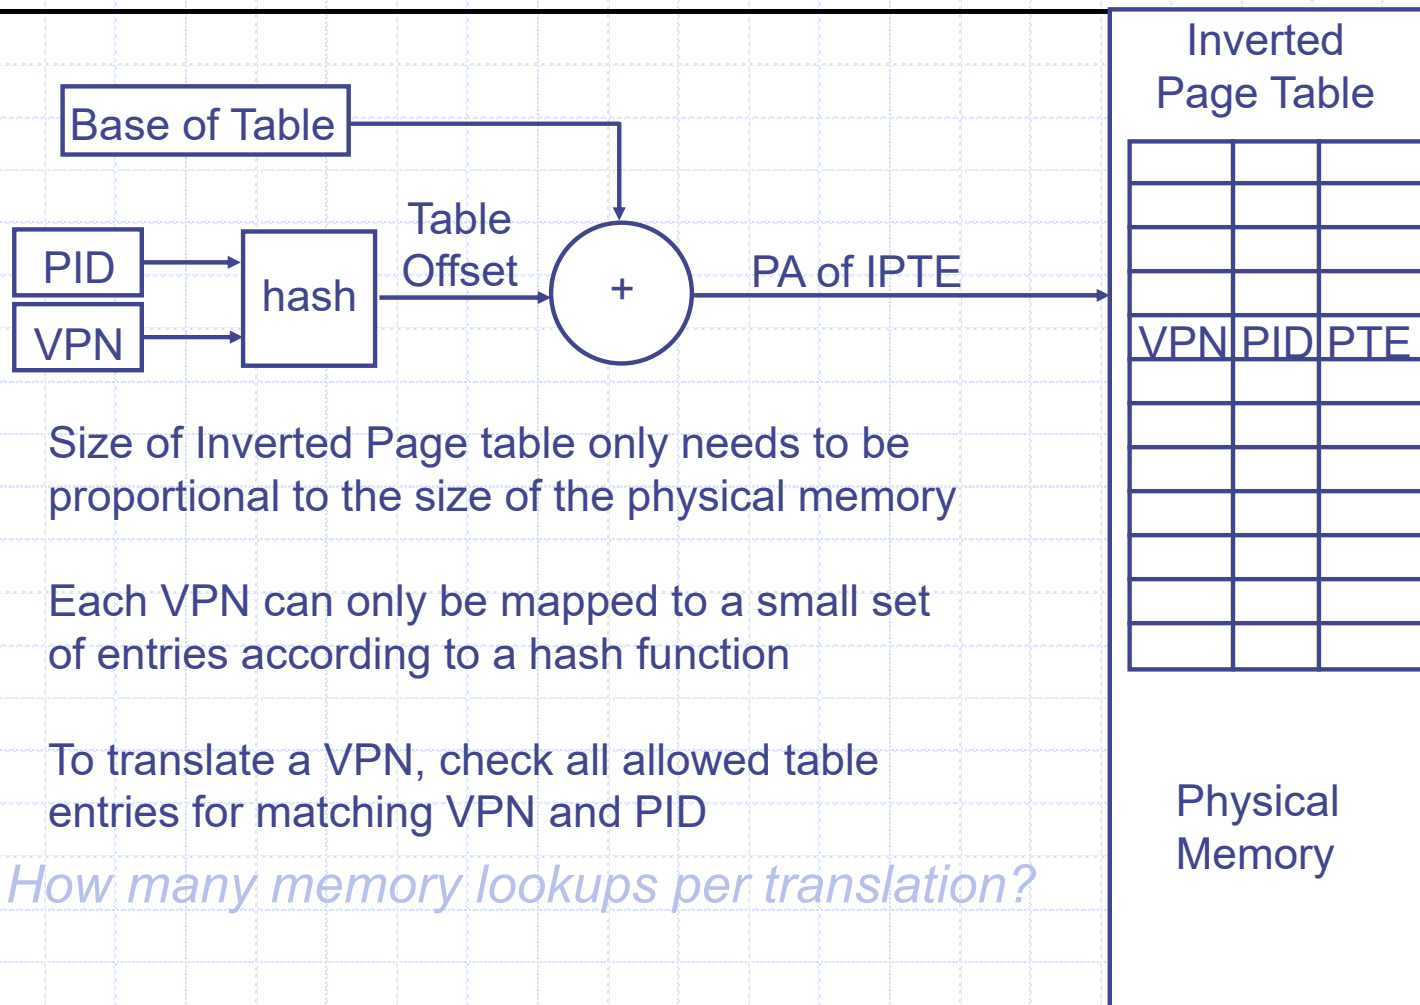 Inverted
Page Table
Base of Table
Table
Offset
PID
VPN
hash
+
PA of IPTE
VPN PID PTE
Size of Inverted Page table only needs to be
proportional to the size of the physical memory
Each VPN can only be mapped to a small set
of entries according to a hash function
To translate a VPN, check all allowed table
entries for matching VPN and PID
How many memory lookups per translation?
Physical
Memory